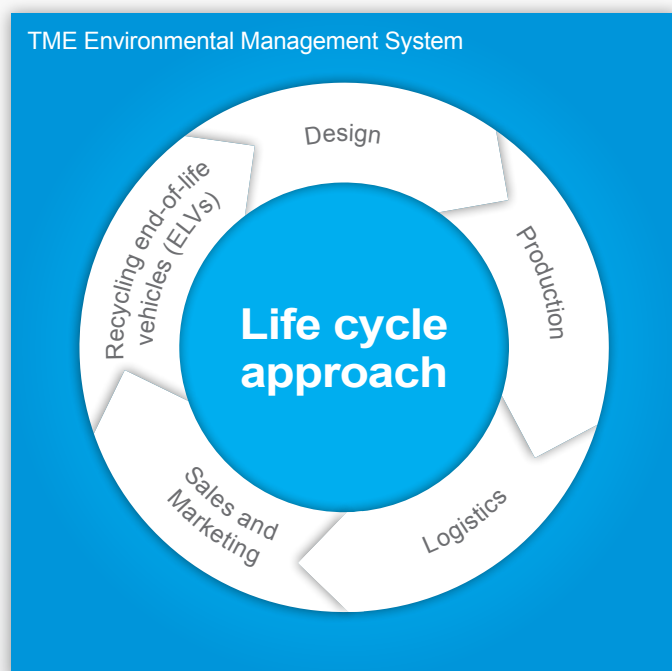 TME Environmental Management System
Design
Production
Logistics
Sales and
Marketing
Recycling end-of-life
vehicles (ELVs)
Life cycle
approach